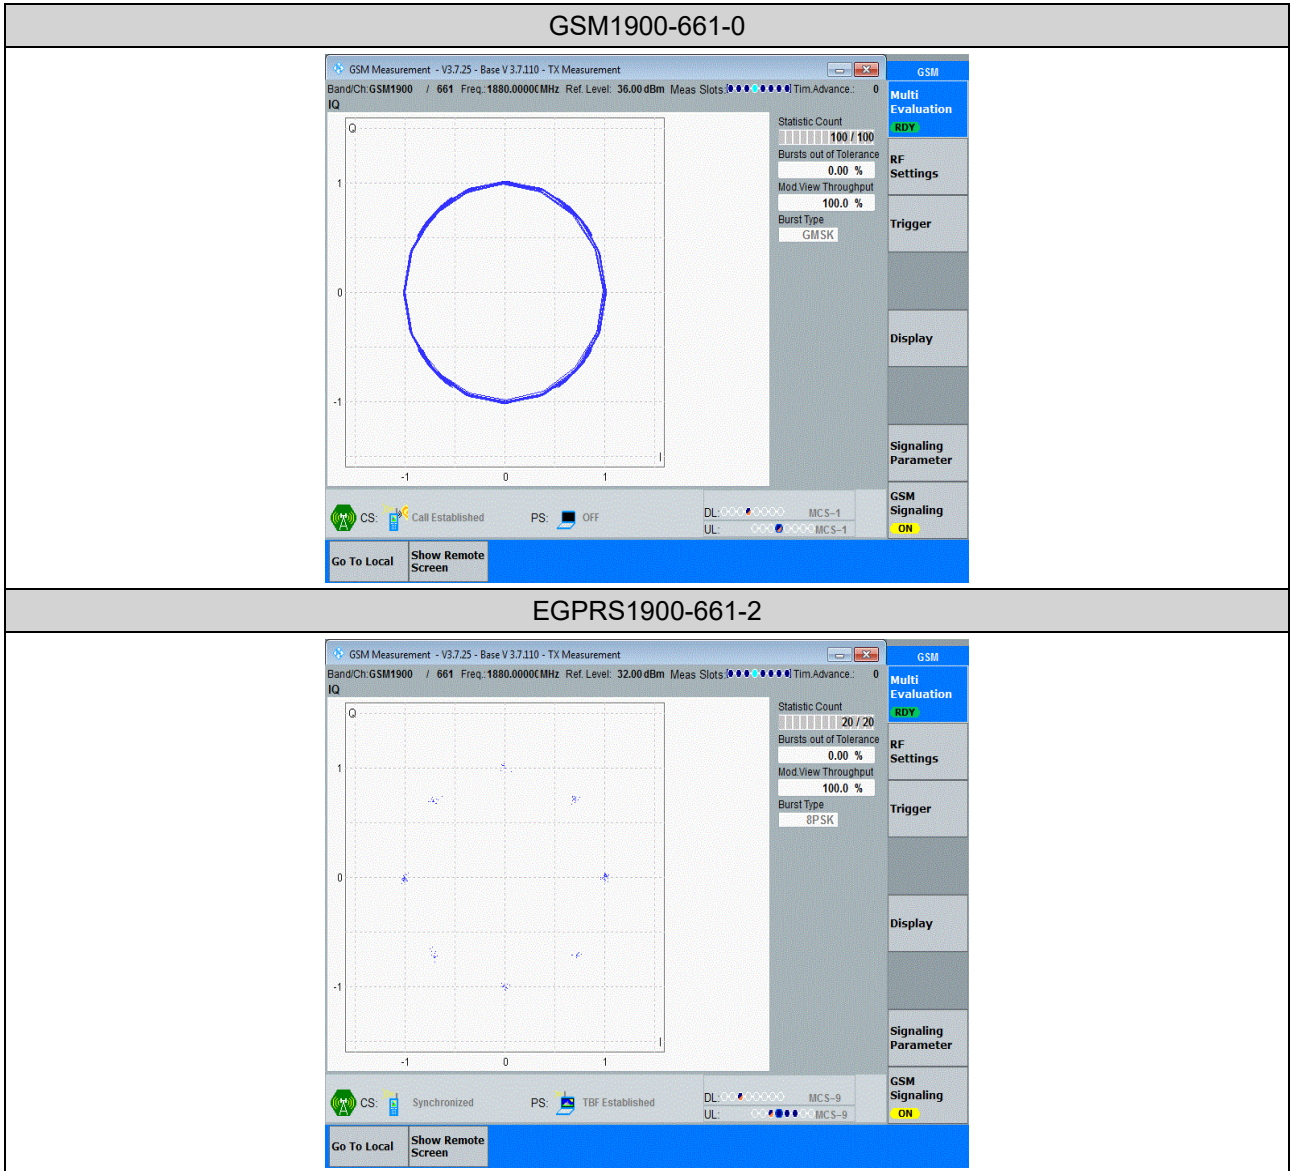 GSM1900-661-0
GSM Measurement - V3.7.25 - Base V 3.7.110 - TX Measurement
GSM
Band/Ch:GSM1900 / 661 Freq.:1880.0000(MHz Ref. Level: 36.00 dBm Meas Slots: Tim.Advance.: 0
IQ
Multi
Evaluation
RDY
Statistic Count
100 / 100
Bursts out of Tolerance
0.00 %
Mod.View Throughput
100.0 %
Burst Type
GMSK
RF
Settings
Trigger
Display
Signaling
Parameter
GSM
Signaling
ON
Q
1
0
-1
I
-1 0 1
CS: Call Established PS: OFF
DL: MCS-1
UL: MCS-1
Go To Local
Show Remote
Screen
EGPRS1900-661-2
GSM Measurement - V3.7.25 - Base V 3.7.110 - TX Measurement
GSM
Band/Ch:GSM1900 / 661 Freq.:1880.0000(MHz Ref. Level: 32.00 dBm Meas Slots: Tim.Advance.: 0
IQ
Multi
Evaluation
RDY
Statistic Count
20 / 20
Bursts out of Tolerance
0.00 %
Mod.View Throughput
100.0 %
Burst Type
8PSK
RF
Settings
Trigger
Display
Signaling
Parameter
GSM
Signaling
ON
Q
1
0
-1
I
-1 0 1
CS: Synchronized PS: TBF Established
DL: MCS-9
UL: MCS-9
Go To Local
Show Remote
Screen